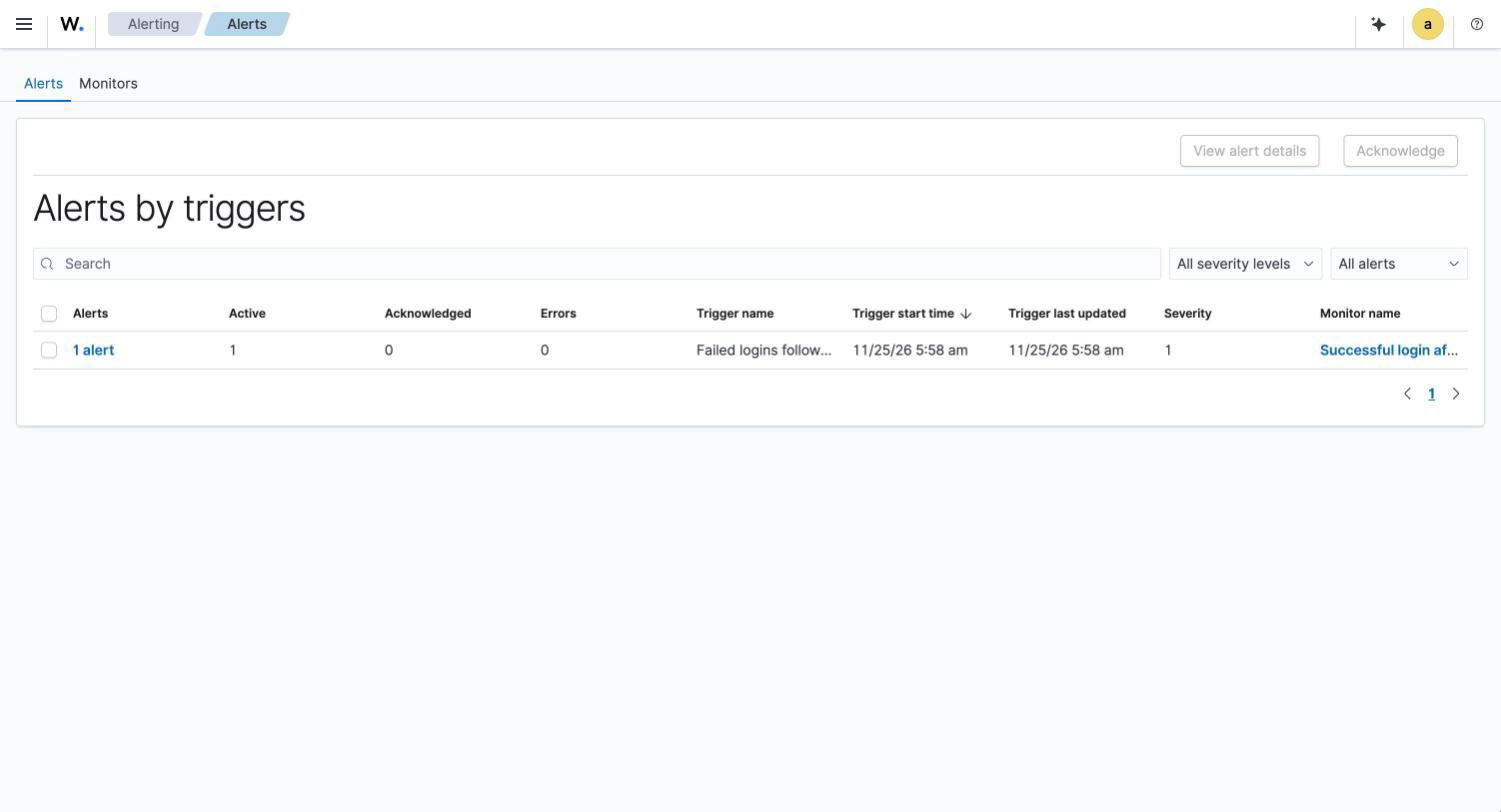 W. Alerting Alerts a
Alerts Monitors
View alert details Acknowledge
Alerts by triggers
Search All severity levels All alerts
Alerts Active Acknowledged Errors Trigger name Trigger start time Trigger last updated Severity Monitor name
1 alert 1 0 0 Failed logins follow... 11/25/26 5:58 am 11/25/26 5:58 am 1 Successful login af...
1